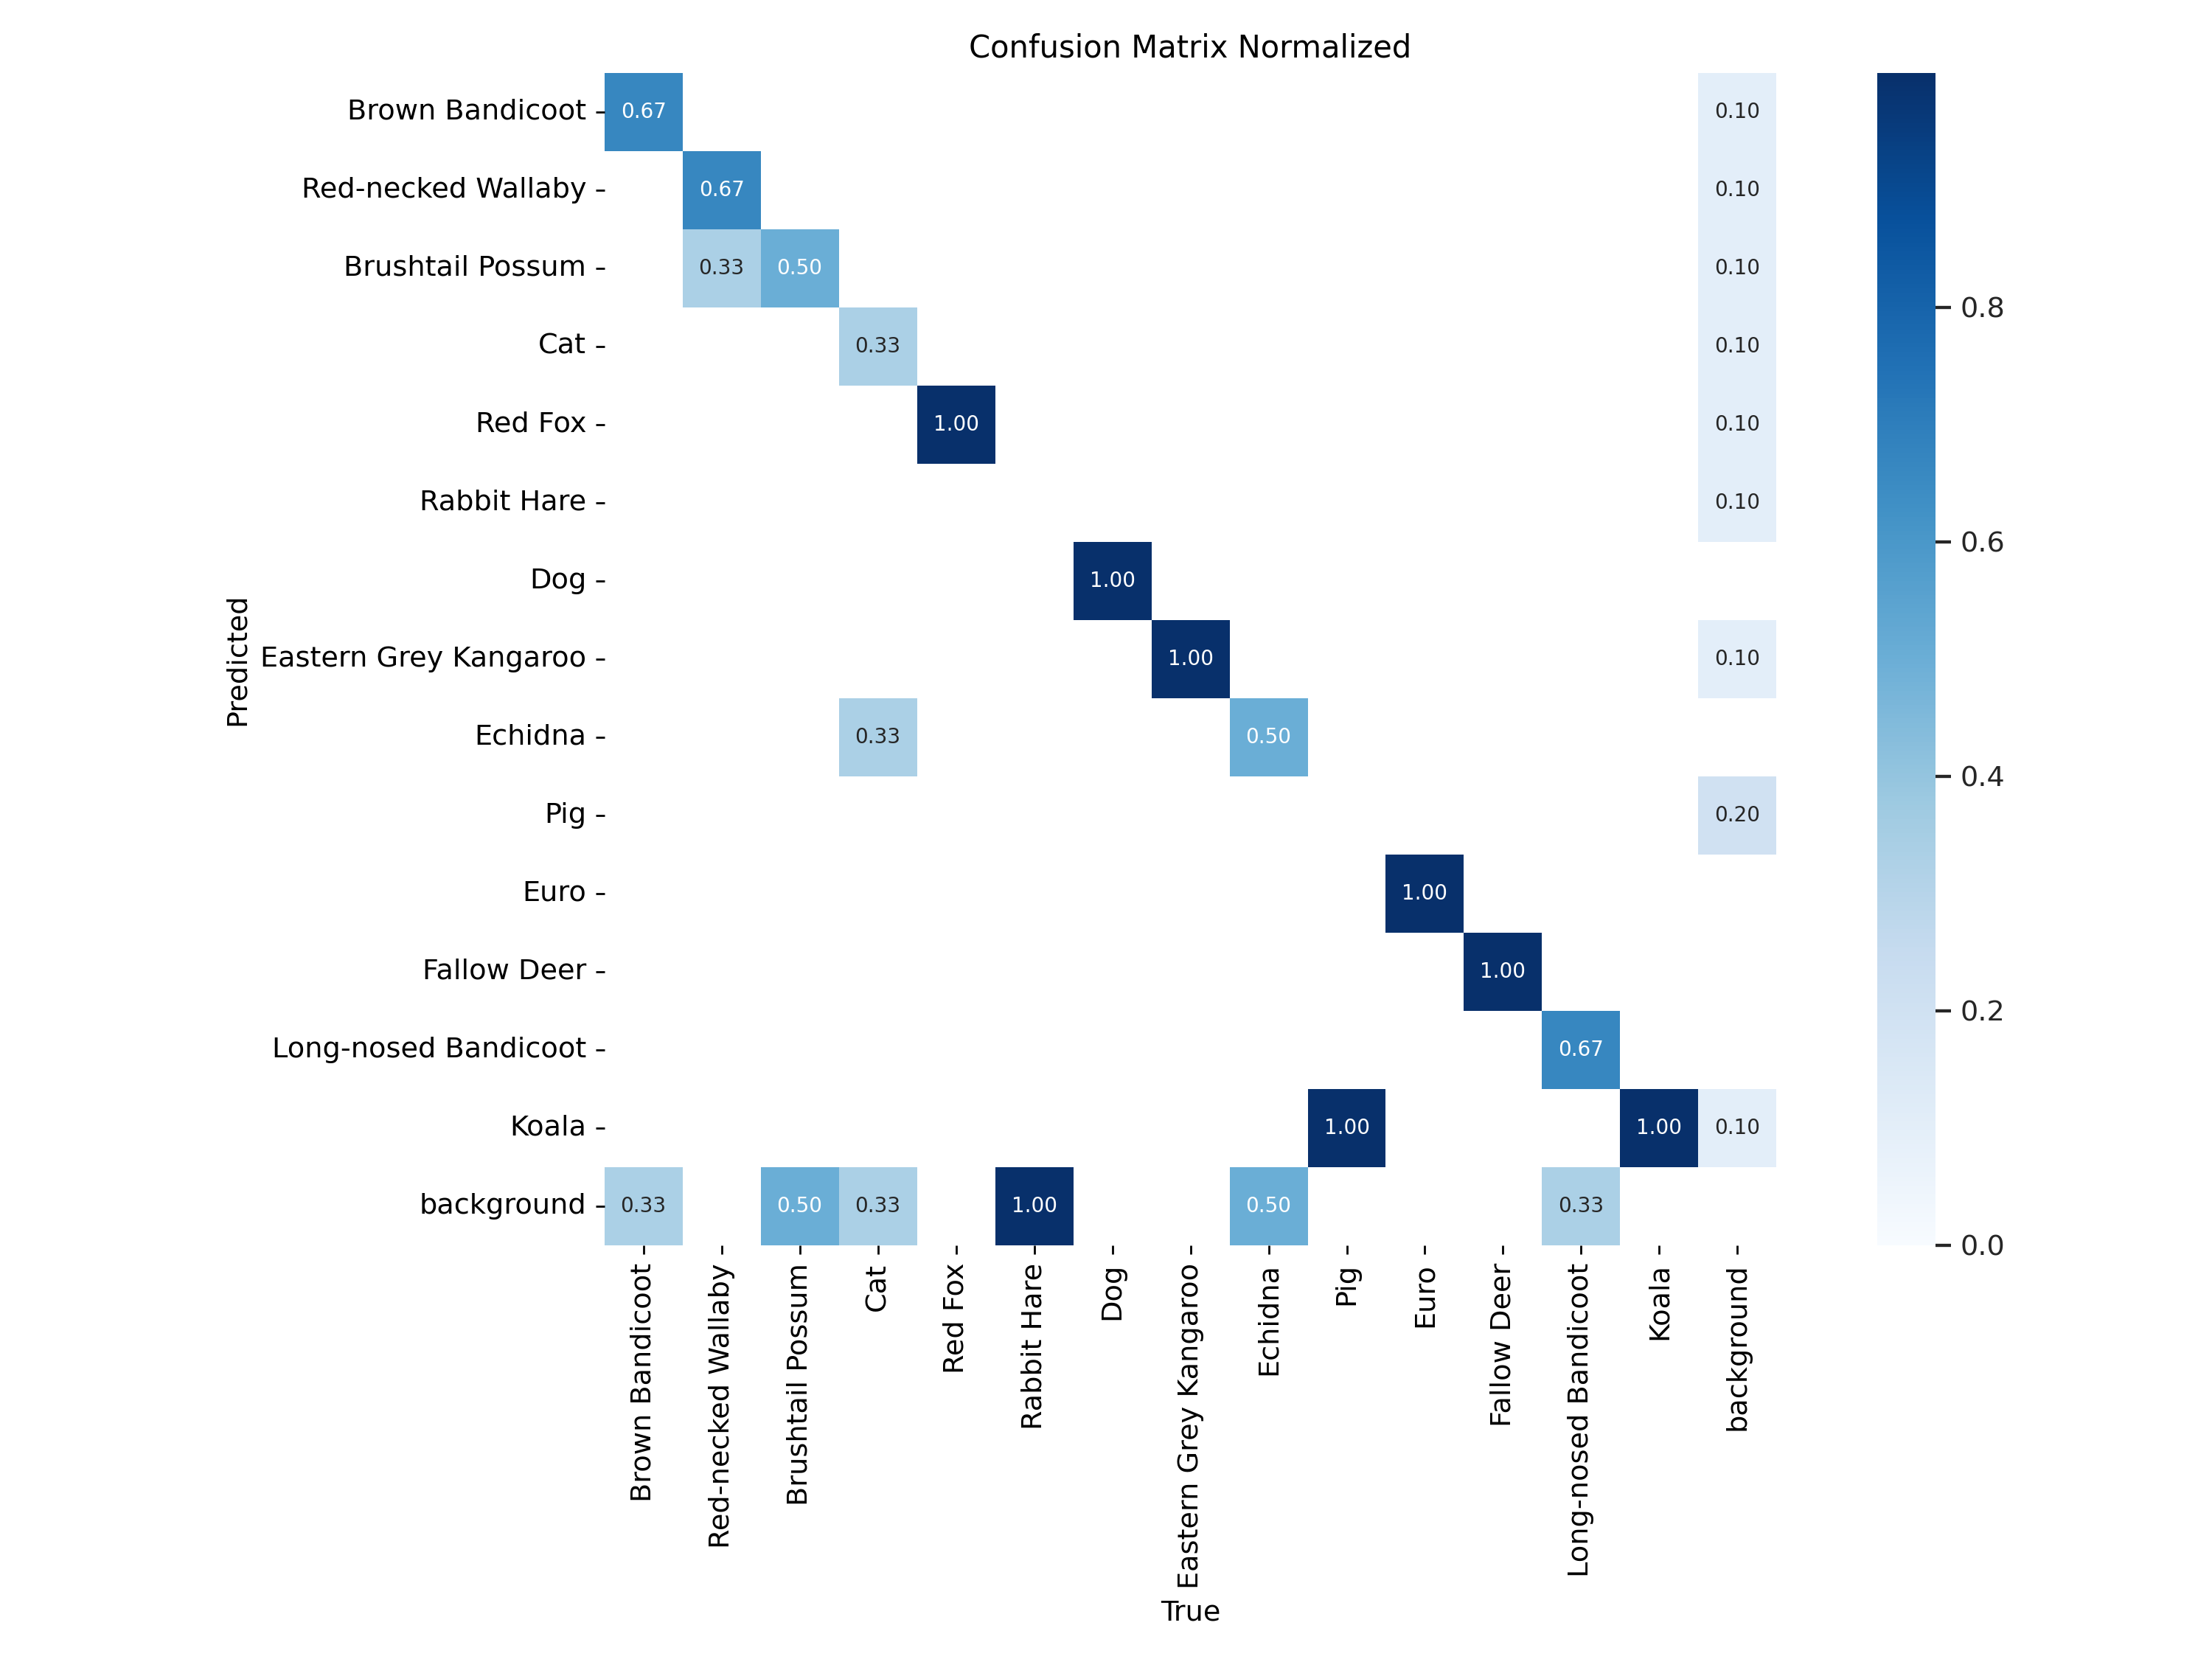 Confusion Matrix Normalized
Brown Bandicoot 0.67 0.10
Red-necked Wallaby 0.67 0.10
Brushtail Possum 0.33 0.50 0.10
Cat 0.33 0.10
0.8
Red Fox 1.00 0.10
Rabbit Hare 0.10
0.6
Dog 1.00
Predicted
Eastern Grey Kangaroo 1.00 0.10
Echidna 0.33 0.50
0.4
Pig 0.20
Euro 1.00
Fallow Deer 1.00
0.2
Long-nosed Bandicoot 0.67
Koala 1.00 1.00 0.10
background 0.33 0.50 0.33 1.00 0.50 0.33
0.0
Brown Bandicoot
Red-necked Wallaby
Brushtail Possum
Cat
Red Fox
Rabbit Hare
Dog
Eastern Grey Kangaroo
Echidna
Pig
Euro
Fallow Deer
Long-nosed Bandicoot
Koala
background
True